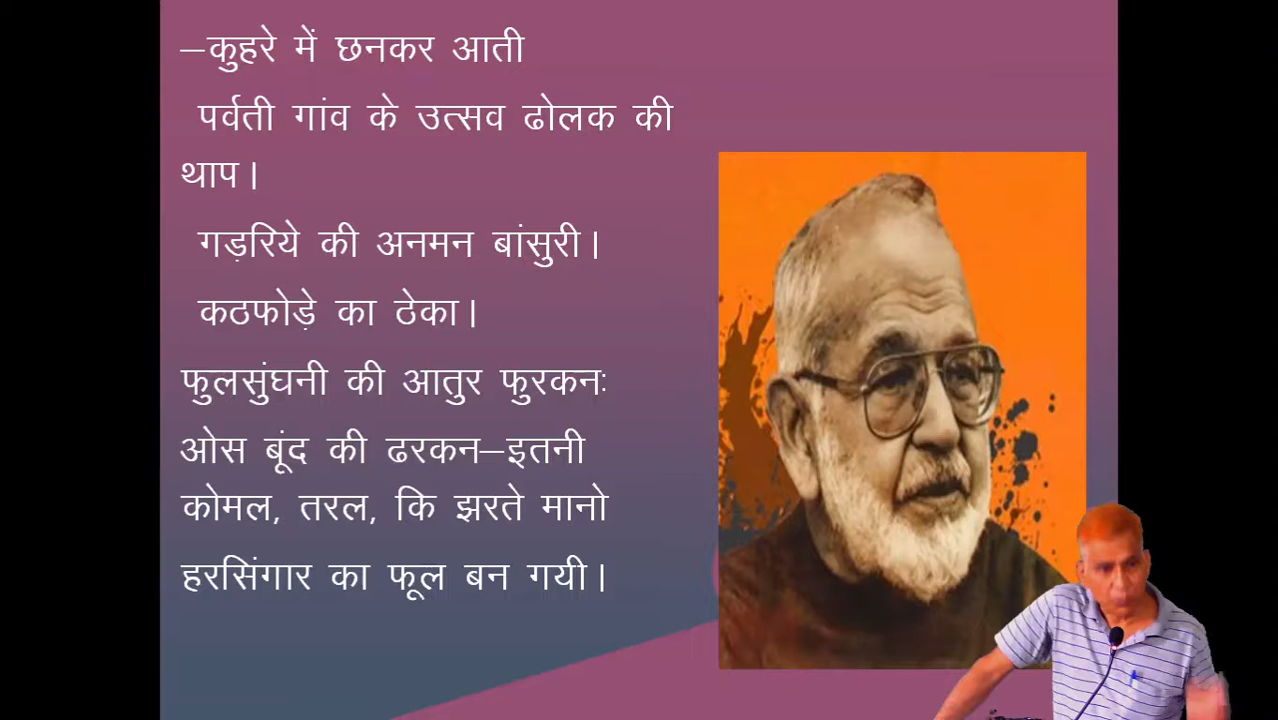 –कुहरे में छनकर आती
पर्वती गांव के उत्सव ढोलक की
थाप।
गड़रिये की अनमन बांसुरी।
कठफोड़े का ठेका।
फुलसुंघनी की आतुर फुरकनः
ओस बूंद की ढरकन–इतनी
कोमल, तरल, कि झरते मानो
हरसिंगार का फूल बन गयी।